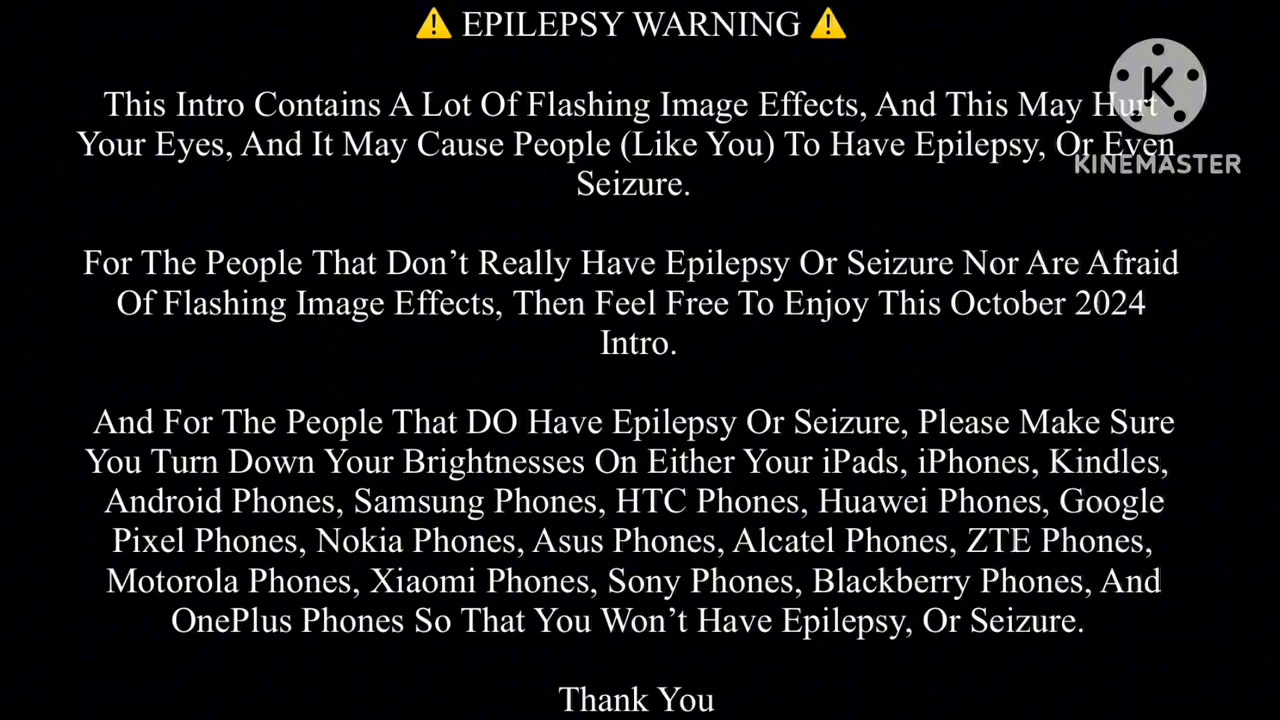 ⚠️ EPILEPSY WARNING ⚠️
This Intro Contains A Lot Of Flashing Image Effects, And This May Hurt
Your Eyes, And It May Cause People (Like You) To Have Epilepsy, Or Even
Seizure.
For The People That Don’t Really Have Epilepsy Or Seizure Nor Are Afraid
Of Flashing Image Effects, Then Feel Free To Enjoy This October 2024
Intro.
And For The People That DO Have Epilepsy Or Seizure, Please Make Sure
You Turn Down Your Brightnesses On Either Your iPads, iPhones, Kindles,
Android Phones, Samsung Phones, HTC Phones, Huawei Phones, Google
Pixel Phones, Nokia Phones, Asus Phones, Alcatel Phones, ZTE Phones,
Motorola Phones, Xiaomi Phones, Sony Phones, Blackberry Phones, And
OnePlus Phones So That You Won’t Have Epilepsy, Or Seizure.
Thank You
K
KINEMASTER